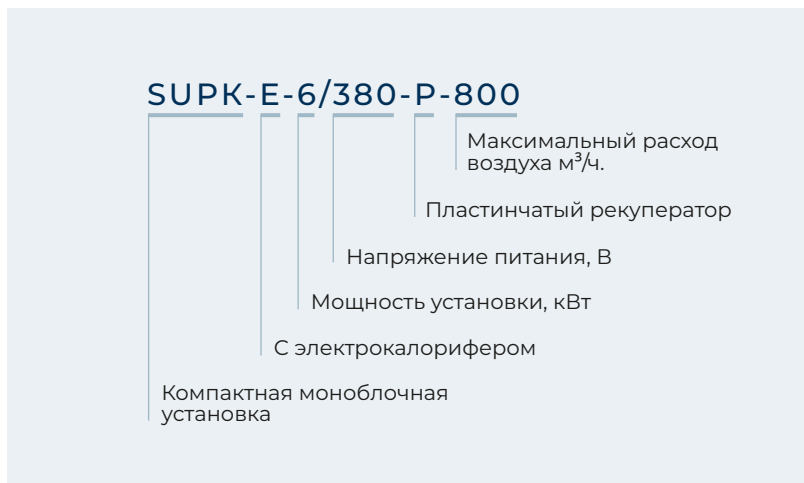 SUPK-E-6/380-P-800
Максимальный расход
воздуха м³/ч.
Пластинчатый рекуператор
Напряжение питания, В
Мощность установки, кВт
С электрокалорифером
Компактная моноблочная
установка